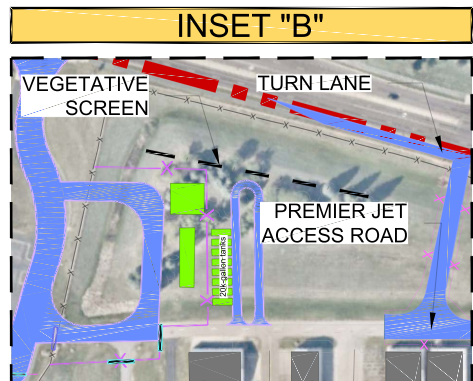 INSET "B"
VEGETATIVE
SCREEN
TURN LANE
PREMIER JET
ACCESS ROAD
20k-gallon tanks